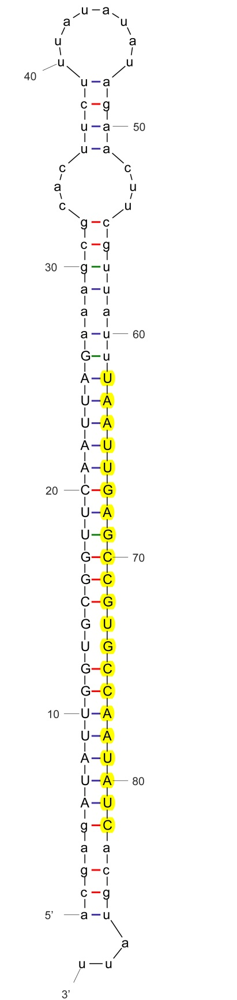 u a
a u
u a
u u
40
u a
c g
u a 50
u a
c c
a u
c u
g c
c g
30 g u
a u
a a
a u 60
G u
A U
U A
U A
A U
A U
20 C G
U A
U G
G C 70
G C
C G
G U
U G
G C
G C
10 U A
U A
A U
U A 80
A U
g C
a a
g c
c g
5’ a u
a
u u
3’